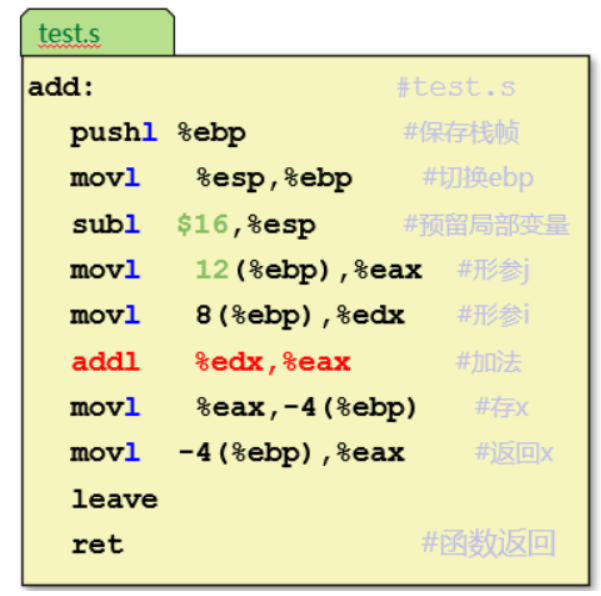 test.s
add: #test.s
pushl %ebp #保存栈帧
movl %esp,%ebp #切换ebp
subl $16,%esp #预留局部变量
movl 12(%ebp),%eax #形参j
movl 8(%ebp),%edx #形参i
addl %edx,%eax #加法
movl %eax,-4(%ebp) #存x
movl -4(%ebp),%eax #返回x
leave
ret #函数返回